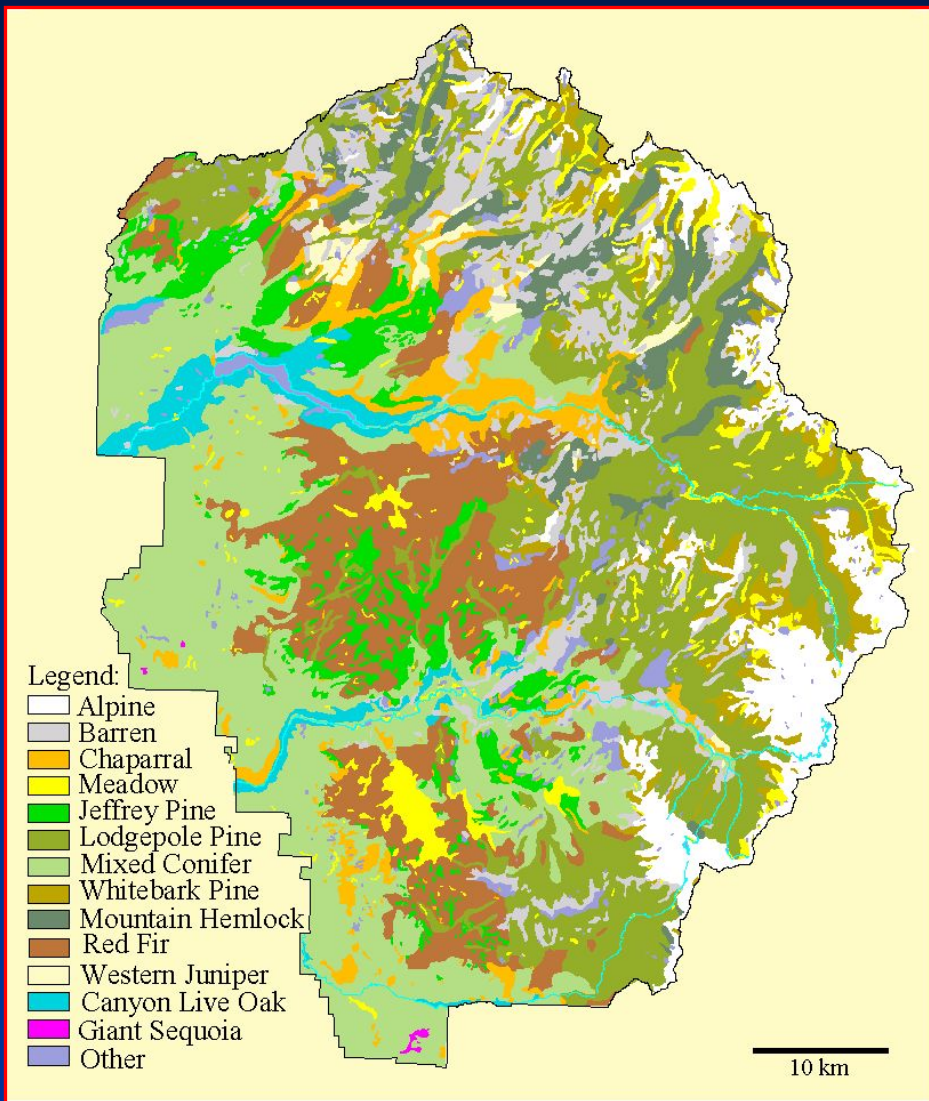 Legend:
Alpine
Barren
Chaparral
Meadow
Jeffrey Pine
Lodgepole Pine
Mixed Conifer
Whitebark Pine
Mountain Hemlock
Red Fir
Western Juniper
Canyon Live Oak
Giant Sequoia
Other
10 km